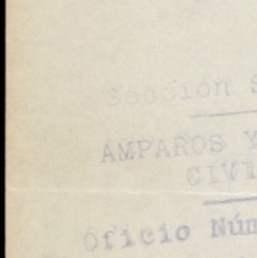 Sección S
AMPAROS Y
CIVI
Oficio Núm